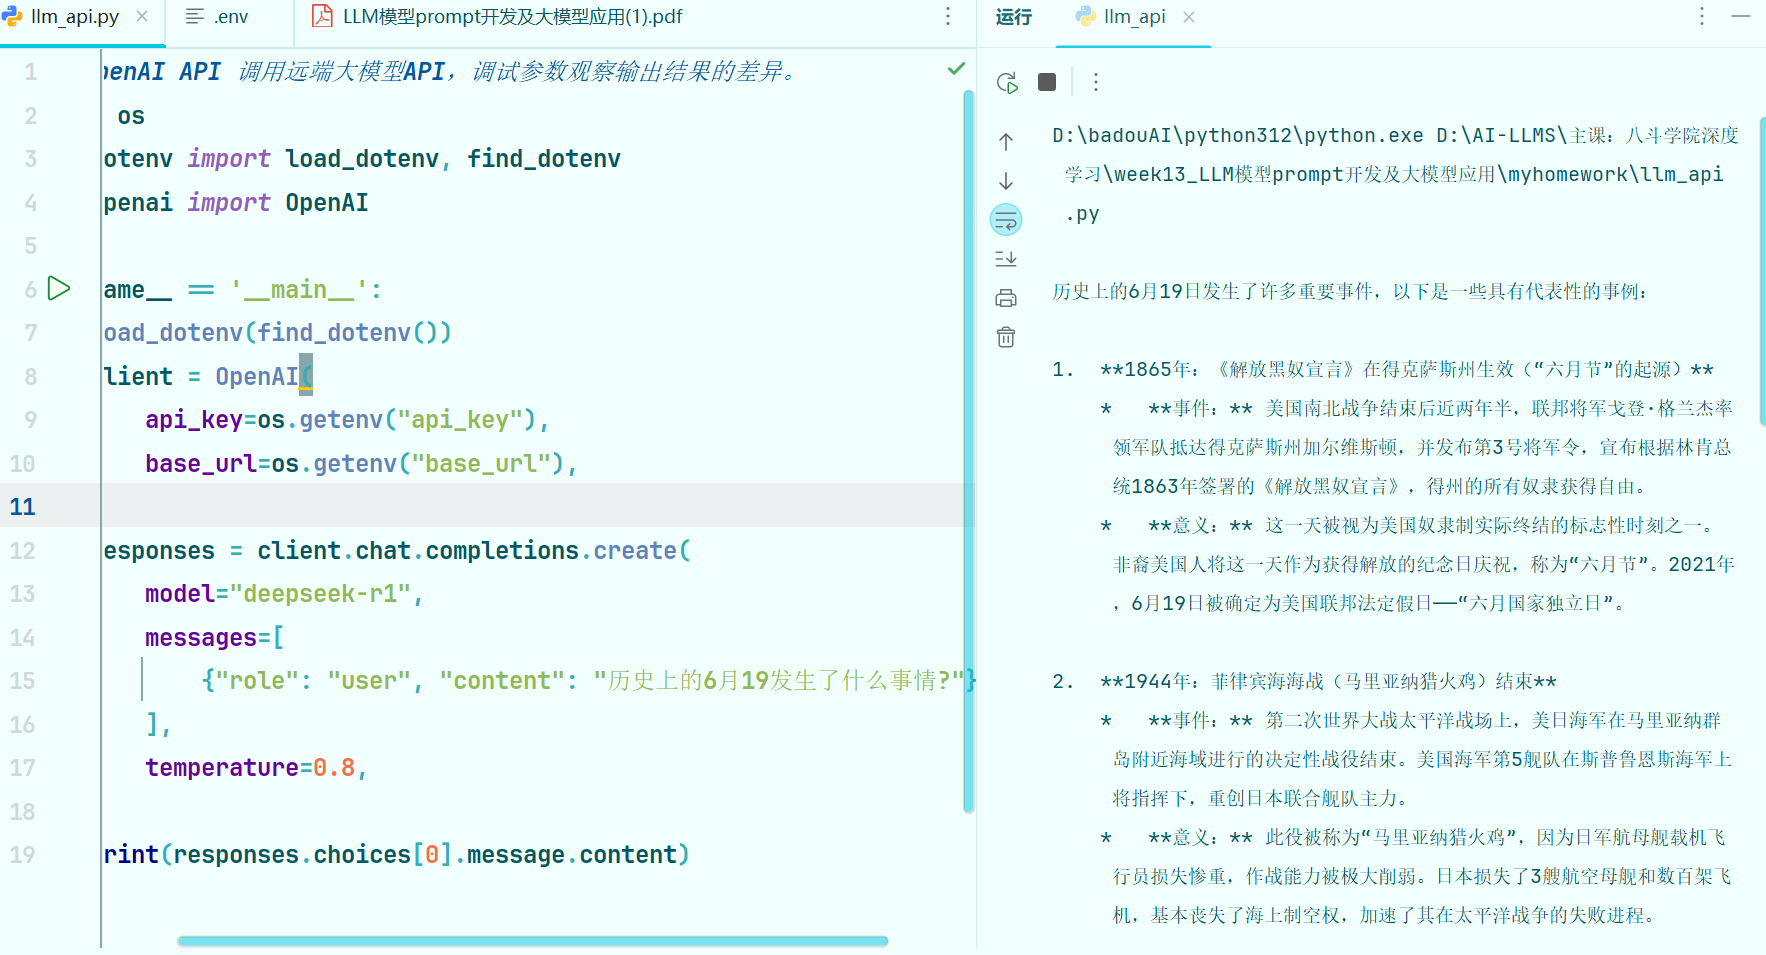 llm_api.py
.env
LLM模型prompt开发及大模型应用(1).pdf
运行
llm_api
1 penAI API 调用远端大模型API，调试参数观察输出结果的差异。
2 os
3 otenv import load_dotenv, find_dotenv
4 penai import OpenAI
5
6 ame__ == '__main__':
7 oad_dotenv(find_dotenv())
8 lient = OpenAI(
9 api_key=os.getenv("api_key"),
10 base_url=os.getenv("base_url"),
11
12 esponses = client.chat.completions.create(
13 model="deepseek-r1",
14 messages=[
15 {"role": "user", "content": "历史上的6月19发生了什么事情?"}
16 ],
17 temperature=0.8,
18
19 rint(responses.choices[0].message.content)
D:\badouAI\python312\python.exe D:\AI-LLMS\主课：八斗学院深度
学习\week13_LLM模型prompt开发及大模型应用\myhomework\llm_api
.py
历史上的6月19日发生了许多重要事件，以下是一些具有代表性的事例：
1. **1865年：《解放黑奴宣言》在得克萨斯州生效（“六月节”的起源）**
* **事件：** 美国南北战争结束后近两年半，联邦将军戈登·格兰杰率
领军队抵达得克萨斯州加尔维斯顿，并发布第3号将军令，宣布根据林肯总
统1863年签署的《解放黑奴宣言》，得州的所有奴隶获得自由。
* **意义：** 这一天被视为美国奴隶制实际终结的标志性时刻之一。
非裔美国人将这一天作为获得解放的纪念日庆祝，称为“六月节”。2021年
，6月19日被确定为美国联邦法定假日——“六月国家独立日”。
2. **1944年：菲律宾海海战（马里亚纳猎火鸡）结束**
* **事件：** 第二次世界大战太平洋战场上，美日海军在马里亚纳群
岛附近海域进行的决定性战役结束。美国海军第5舰队在斯普鲁恩斯海军上
将指挥下，重创日本联合舰队主力。
* **意义：** 此役被称为“马里亚纳猎火鸡”，因为日军航母舰载机飞
行员损失惨重，作战能力被极大削弱。日本损失了3艘航空母舰和数百架飞
机，基本丧失了海上制空权，加速了其在太平洋战争的失败进程。